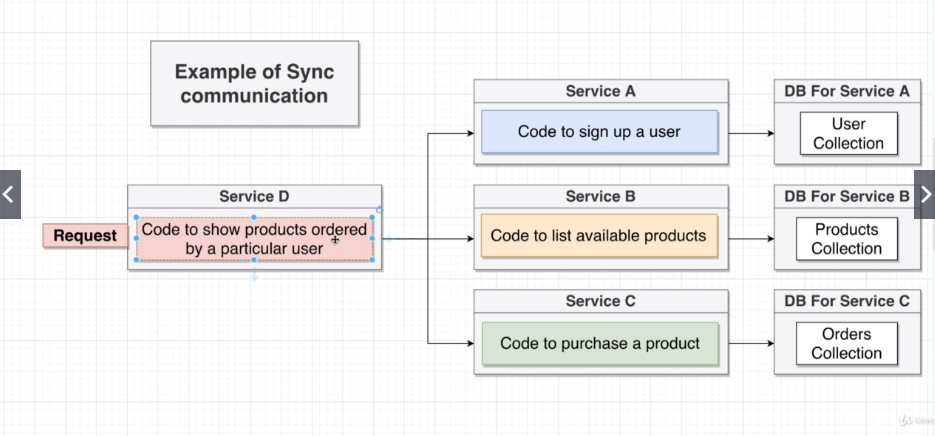 Example of Sync
communication
Service A
Code to sign up a user
DB For Service A
User
Collection
Service D
Request
Code to show products ordered
by a particular user
Service B
Code to list available products
DB For Service B
Products
Collection
Service C
Code to purchase a product
DB For Service C
Orders
Collection